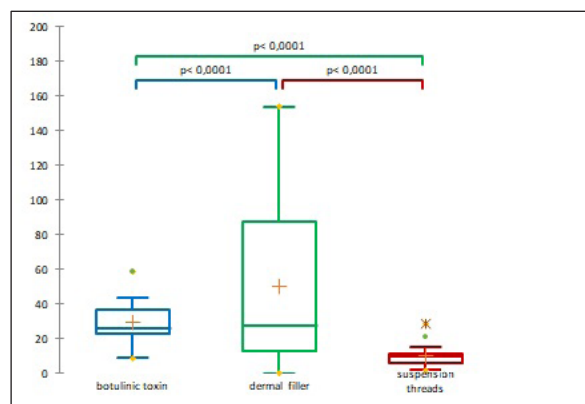 200
180
160
140
120
100
80
60
40
20
0
p< 0,0001
p< 0,0001 p< 0,0001
botulinic toxin dermal filler suspension
threads